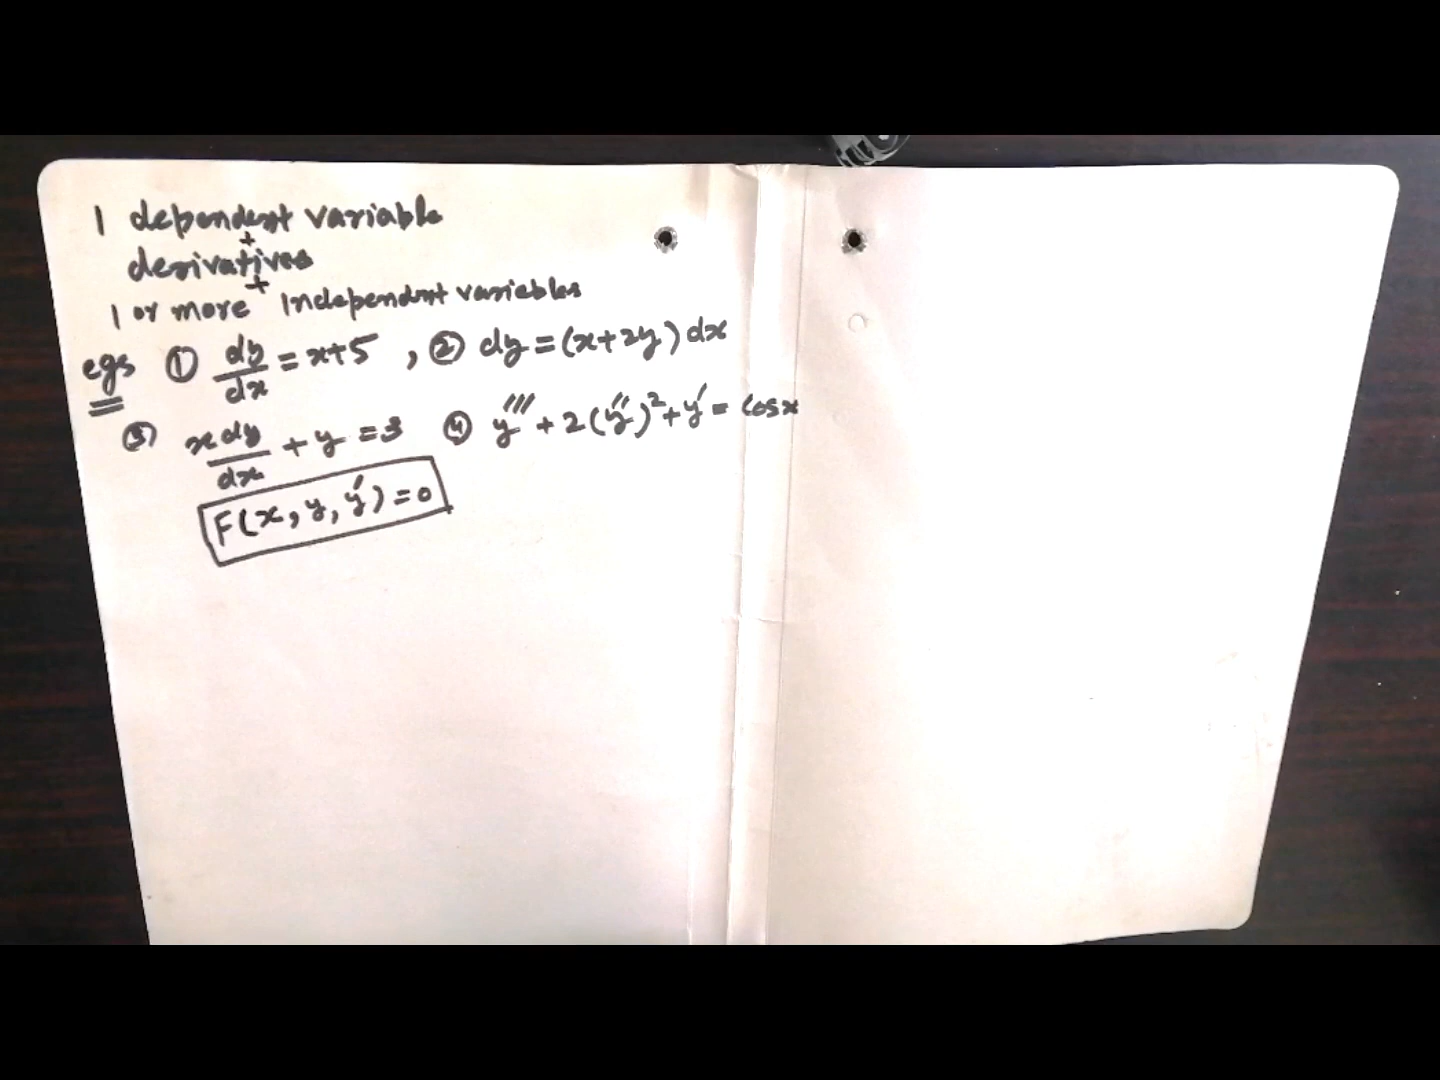 1 dependent variable
+
derivatives
+
1 or more Independent variables
egs ① dy/dx = x+5 , ② dy = (x+2y) dx
③ x dy/dx + y = 3 ④ y''' + 2(y'')² + y' = cos x
F(x, y, y') = 0